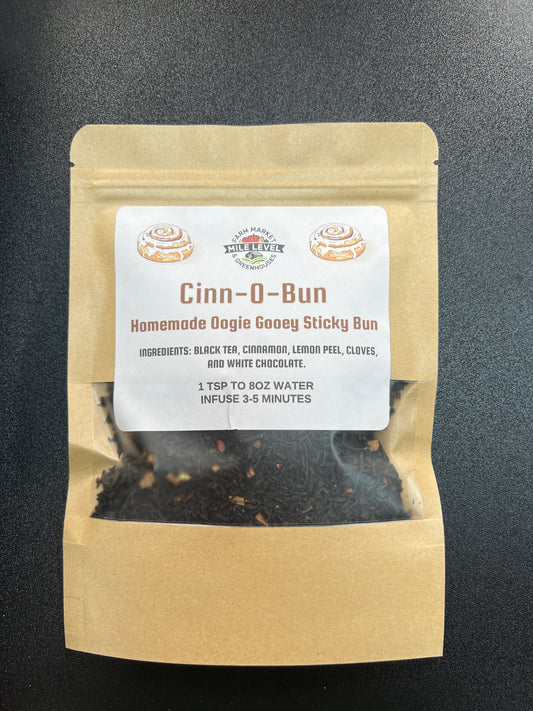 FARM MARKET
MILE LEVEL
& GREENHOUSES
Cinn-O-Bun
Homemade Oogie Gooey Sticky Bun
INGREDIENTS: BLACK TEA, CINNAMON, LEMON PEEL, CLOVES,
AND WHITE CHOCOLATE.
1 TSP TO 8OZ WATER
INFUSE 3-5 MINUTES